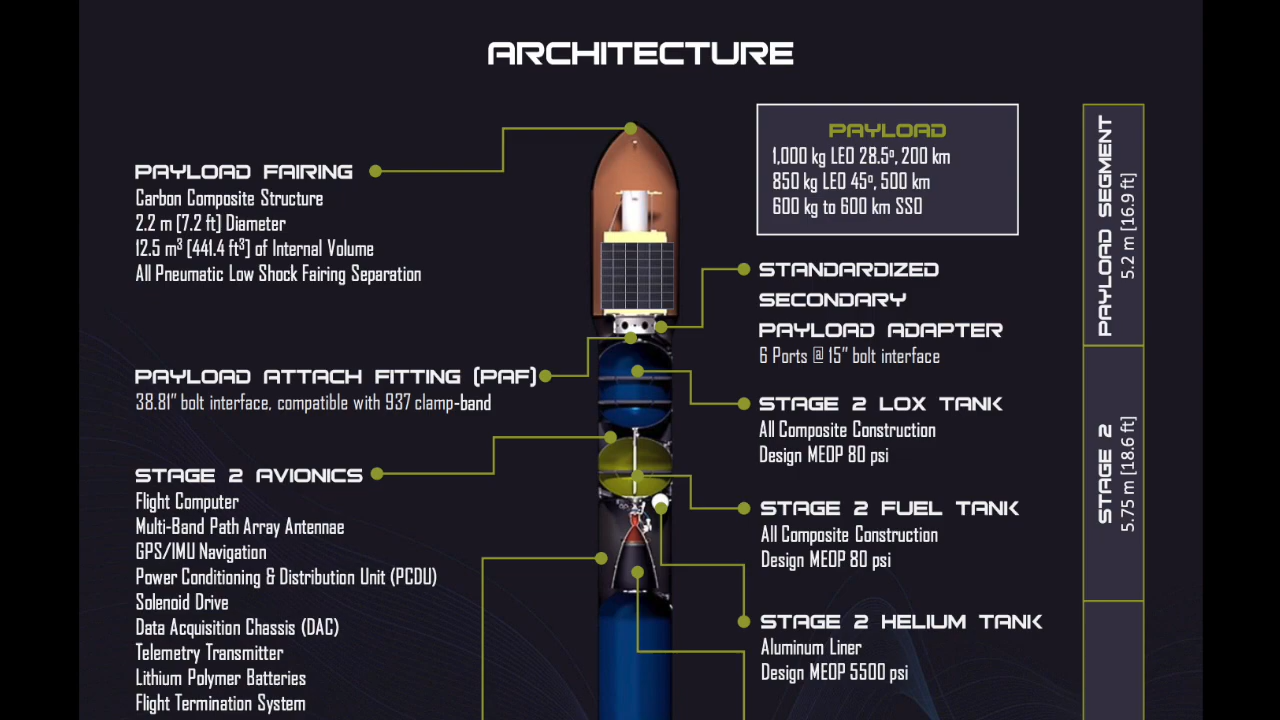 ARCHITECTURE
PAYLOAD FAIRING
Carbon Composite Structure
2.2 m [7.2 ft] Diameter
12.5 m³ [441.4 ft³] of Internal Volume
All Pneumatic Low Shock Fairing Separation
PAYLOAD ATTACH FITTING (PAF)
38.81" bolt interface, compatible with 937 clamp-band
STAGE 2 AVIONICS
Flight Computer
Multi-Band Path Array Antennae
GPS/IMU Navigation
Power Conditioning & Distribution Unit (PCDU)
Solenoid Drive
Data Acquisition Chassis (DAC)
Telemetry Transmitter
Lithium Polymer Batteries
Flight Termination System
PAYLOAD
1,000 kg LEO 28.5º, 200 km
850 kg LEO 45º, 500 km
600 kg to 600 km SSO
STANDARDIZED
SECONDARY
PAYLOAD ADAPTER
6 Ports @ 15" bolt interface
STAGE 2 LOX TANK
All Composite Construction
Design MEOP 80 psi
STAGE 2 FUEL TANK
All Composite Construction
Design MEOP 80 psi
STAGE 2 HELIUM TANK
Aluminum Liner
Design MEOP 5500 psi
PAYLOAD SEGMENT
5.2 m [16.9 ft]
STAGE 2
5.75 m [18.6 ft]